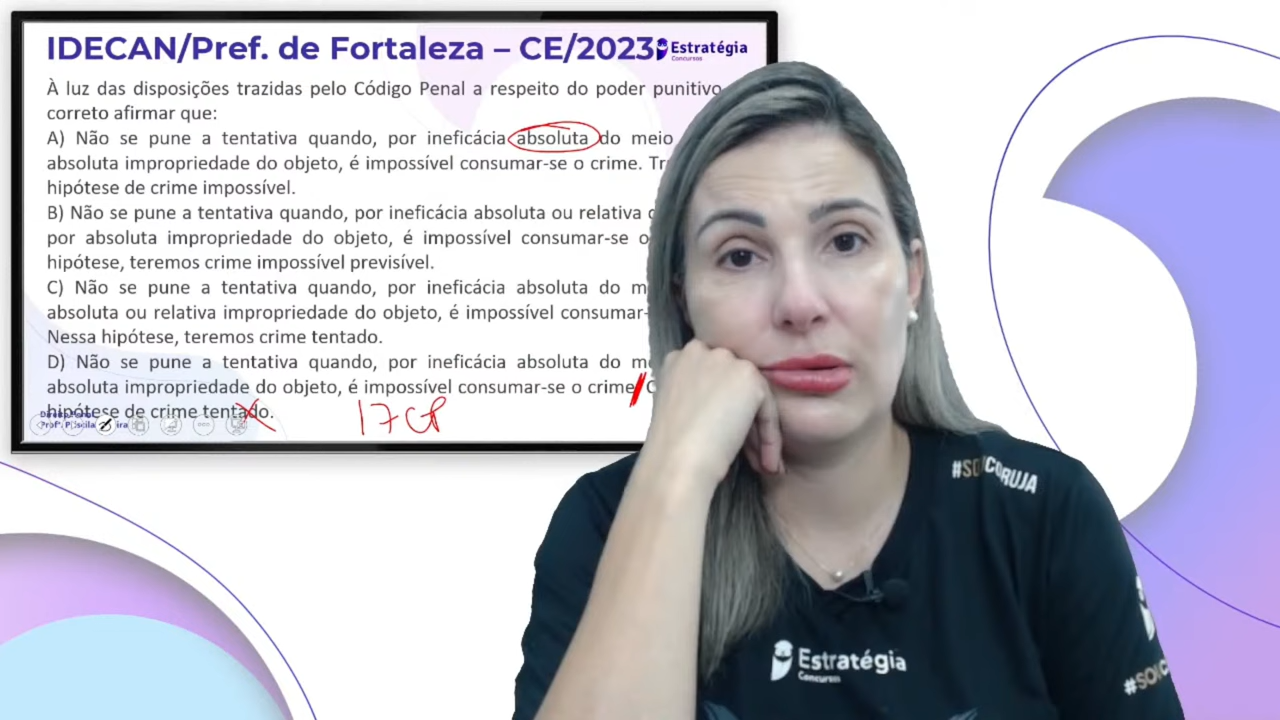 IDECAN/Pref. de Fortaleza – CE/2023
Estratégia
Concursos
À luz das disposições trazidas pelo Código Penal a respeito do poder punitivo
correto afirmar que:
A) Não se pune a tentativa quando, por ineficácia absoluta do meio
absoluta impropriedade do objeto, é impossível consumar-se o crime.
hipótese de crime impossível.
B) Não se pune a tentativa quando, por ineficácia absoluta ou relativa
por absoluta impropriedade do objeto, é impossível consumar-se o
hipótese, teremos crime impossível previsível.
C) Não se pune a tentativa quando, por ineficácia absoluta do
absoluta ou relativa impropriedade do objeto, é impossível consumar-
Nessa hipótese, teremos crime tentado.
D) Não se pune a tentativa quando, por ineficácia absoluta do
absoluta impropriedade do objeto, é impossível consumar-se o crime
hipótese de crime tentado.
17 CP
#SOUCORUJA
Estratégia
Concursos